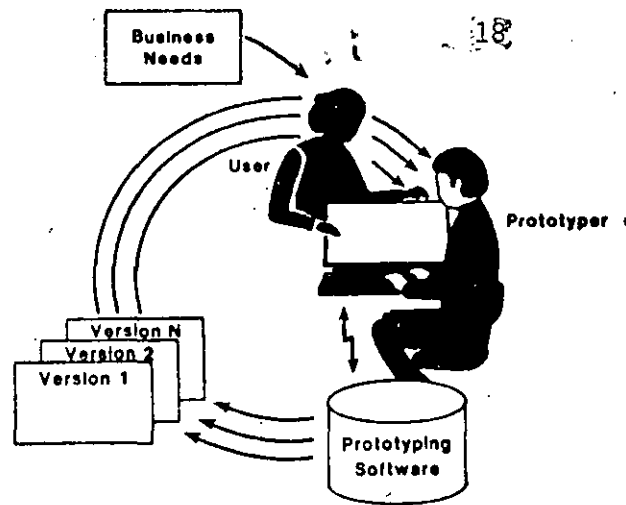 Business
Needs
18
User
Prototyper
Version N
Version 2
Version 1
Prototyping
Software